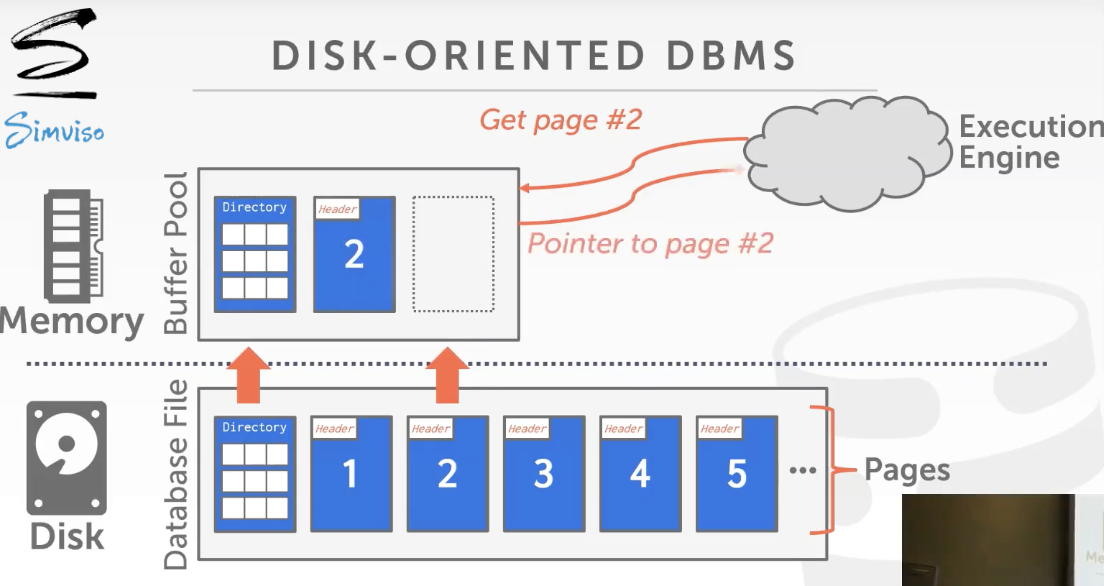 Simviso
DISK-ORIENTED DBMS
Get page #2
Execution
Engine
Buffer Pool
Directory
Header
2
Pointer to page #2
Memory
Database File
Directory
Header
1
Header
2
Header
3
Header
4
Header
5
...
Pages
Disk